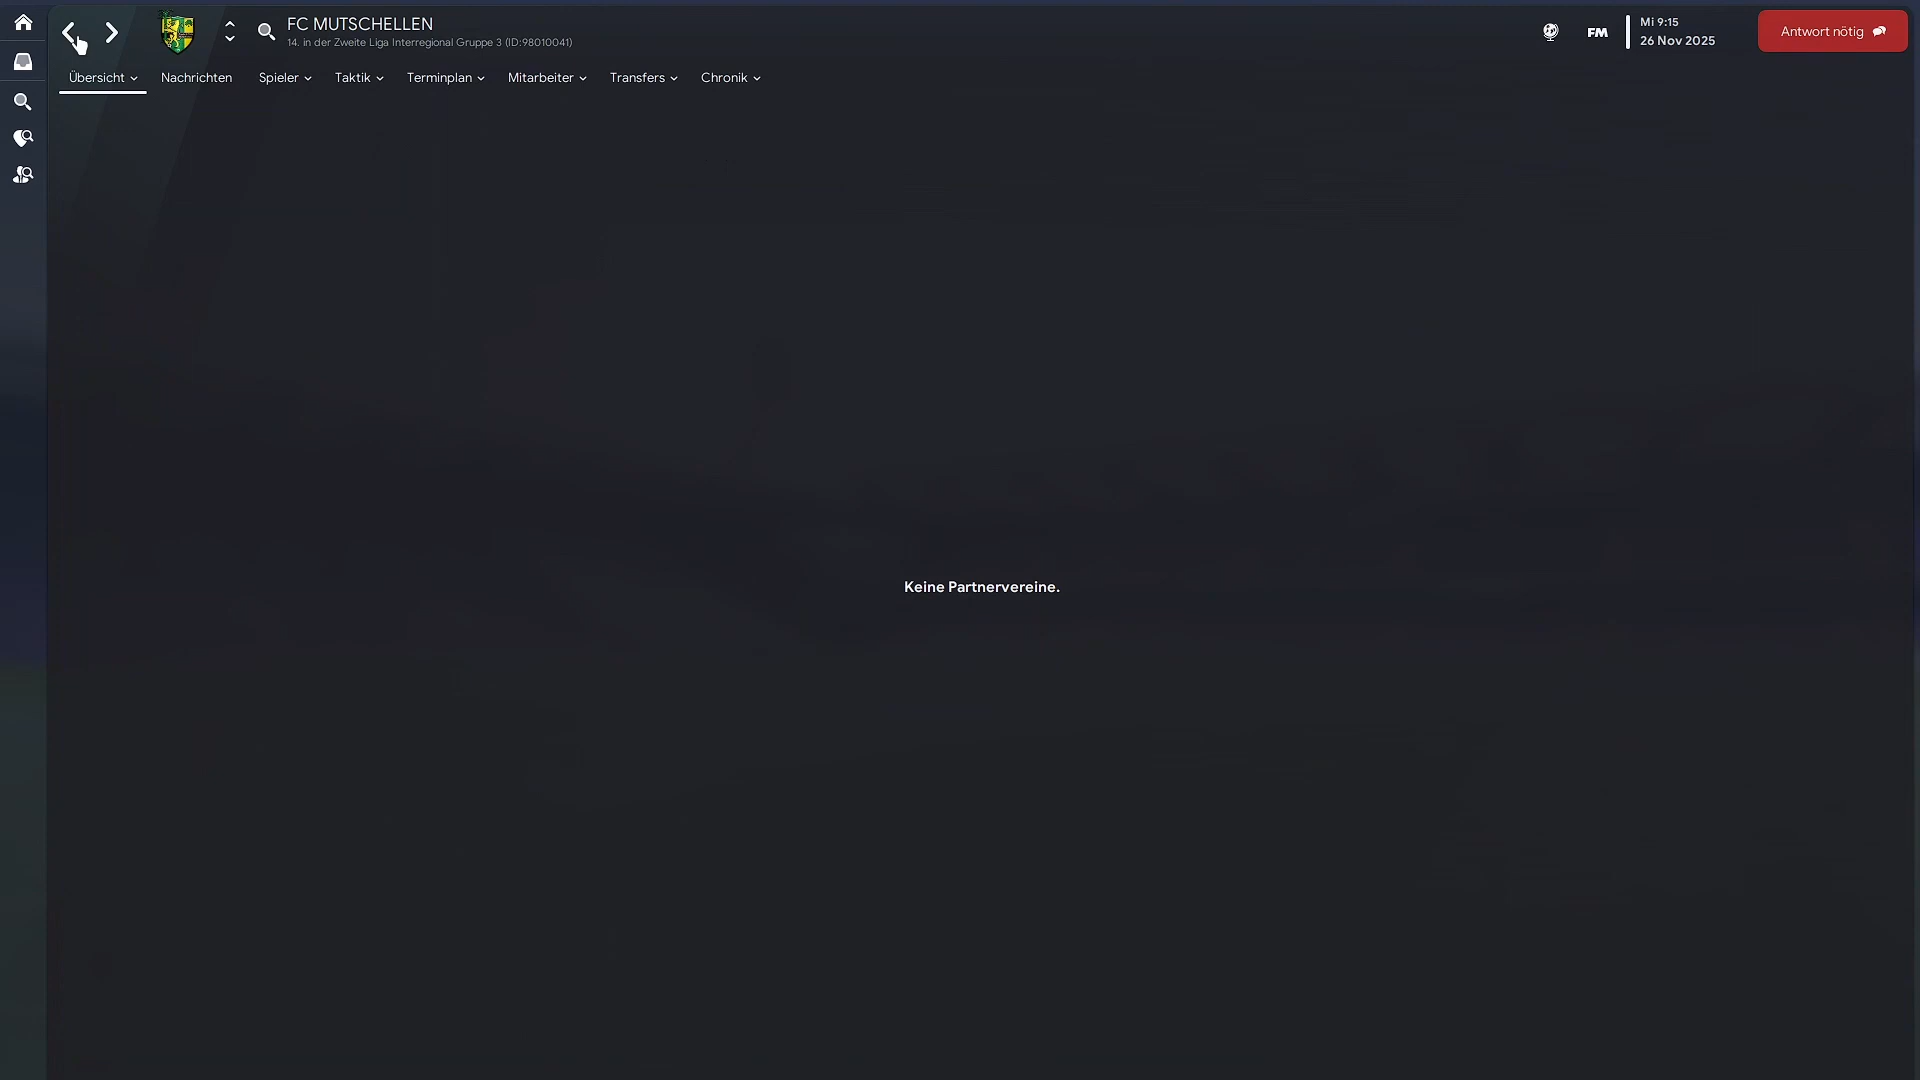 FC MUTSCHELLEN
14. in der Zweite Liga Interregional Gruppe 3 (ID:98010041)
FM
Mi 9:15
26 Nov 2025
Antwort nötig
Übersicht
Nachrichten
Spieler
Taktik
Terminplan
Mitarbeiter
Transfers
Chronik
Keine Partnervereine.